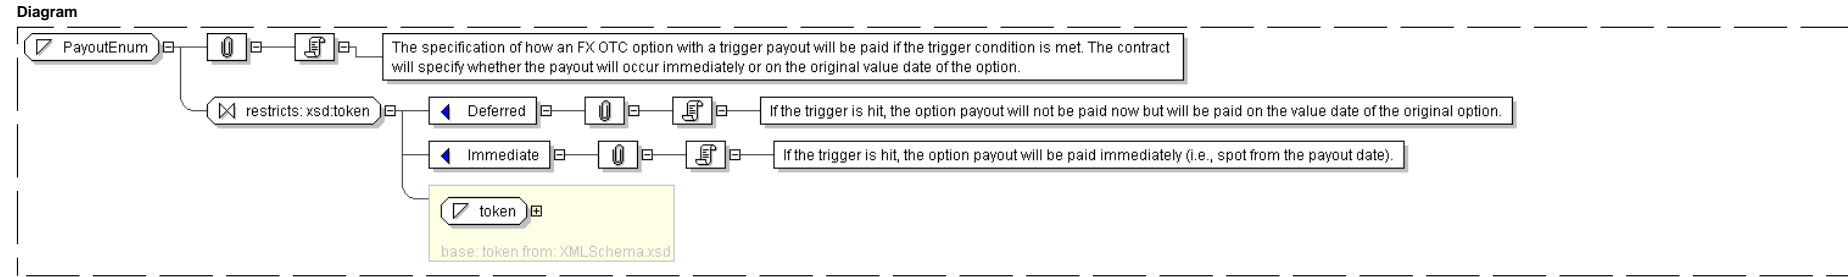 Diagram
PayoutEnum
The specification of how an FX OTC option with a trigger payout will be paid if the trigger condition is met. The contract
will specify whether the payout will occur immediately or on the original value date of the option.
restricts: xsd:token
Deferred
If the trigger is hit, the option payout will not be paid now but will be paid on the value date of the original option.
Immediate
If the trigger is hit, the option payout will be paid immediately (i.e., spot from the payout date).
token
base: token from: XMLSchema.xsd